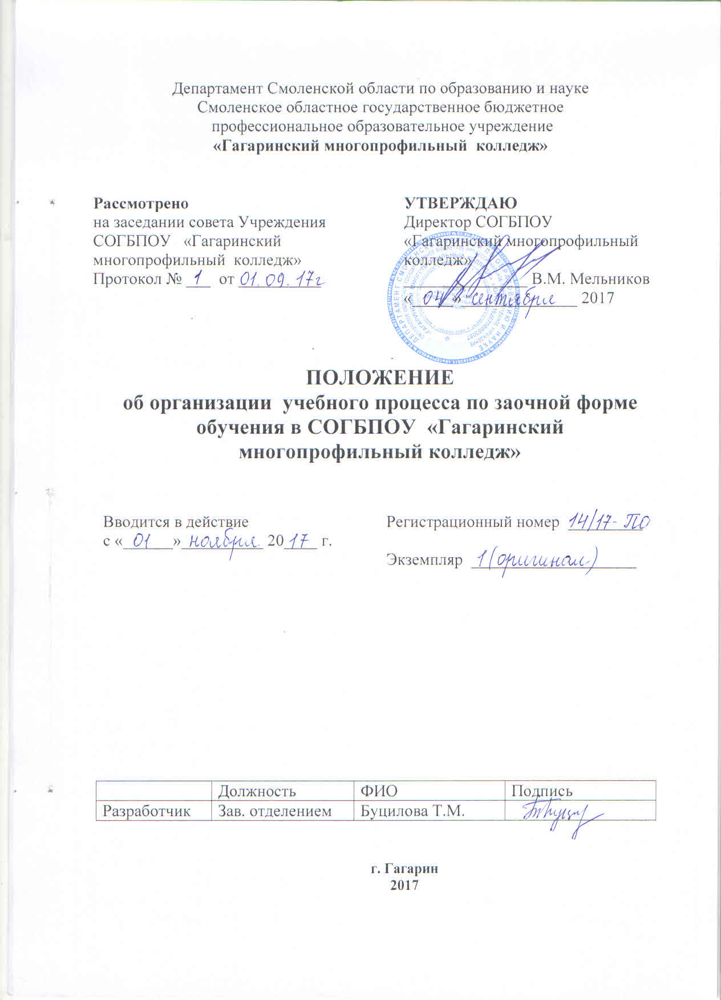 Департамент Смоленской области по образованию и науке
Смоленское областное государственное бюджетное
профессиональное образовательное учреждение
«Гагаринский многопрофильный колледж»
Рассмотрено
на заседании совета Учреждения
СОГБПОУ «Гагаринский
многопрофильный колледж»
Протокол № 1 от 01.09.17г
УТВЕРЖДАЮ
Директор СОГБПОУ
«Гагаринский многопрофильный
колледж»
В.М. Мельников
«04» сентября 2017
ПОЛОЖЕНИЕ
об организации учебного процесса по заочной форме
обучения в СОГБПОУ «Гагаринский
многопрофильный колледж»
Вводится в действие
с «01» ноября 2017 г.
Регистрационный номер 14/17-ПО
Экземпляр 1 (оригинал)
Должность ФИО Подпись
Разработчик Зав. отделением Буцилова Т.М.
г. Гагарин
2017